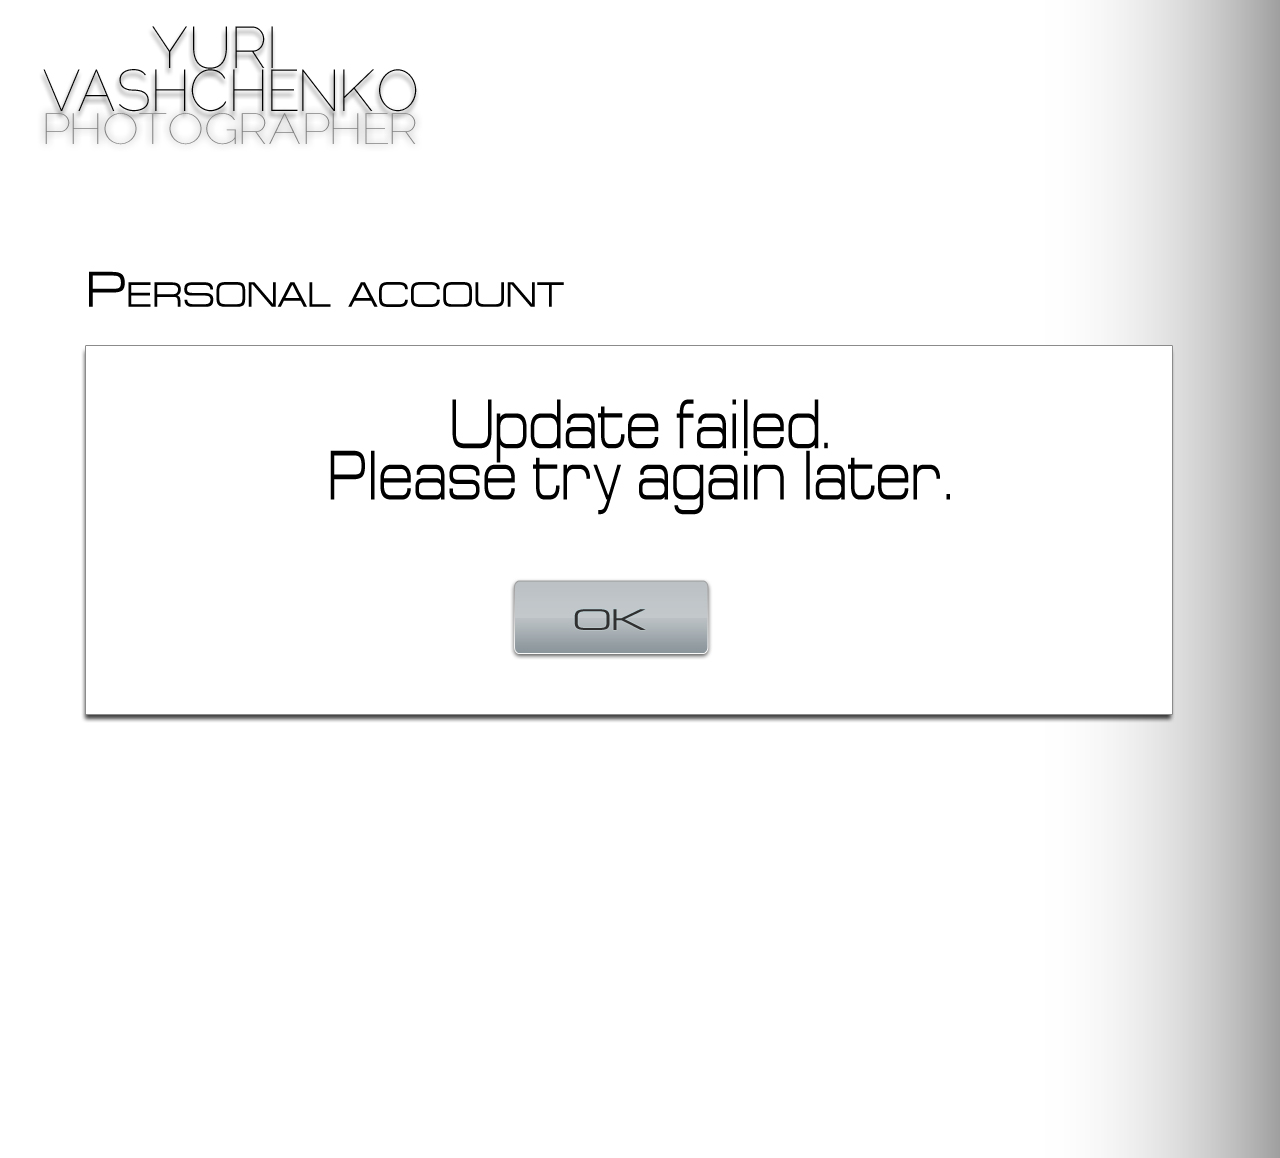 YURI
VASHCHENKO
PHOTOGRAPHER
Personal account
Update failed.
Please try again later.
OK